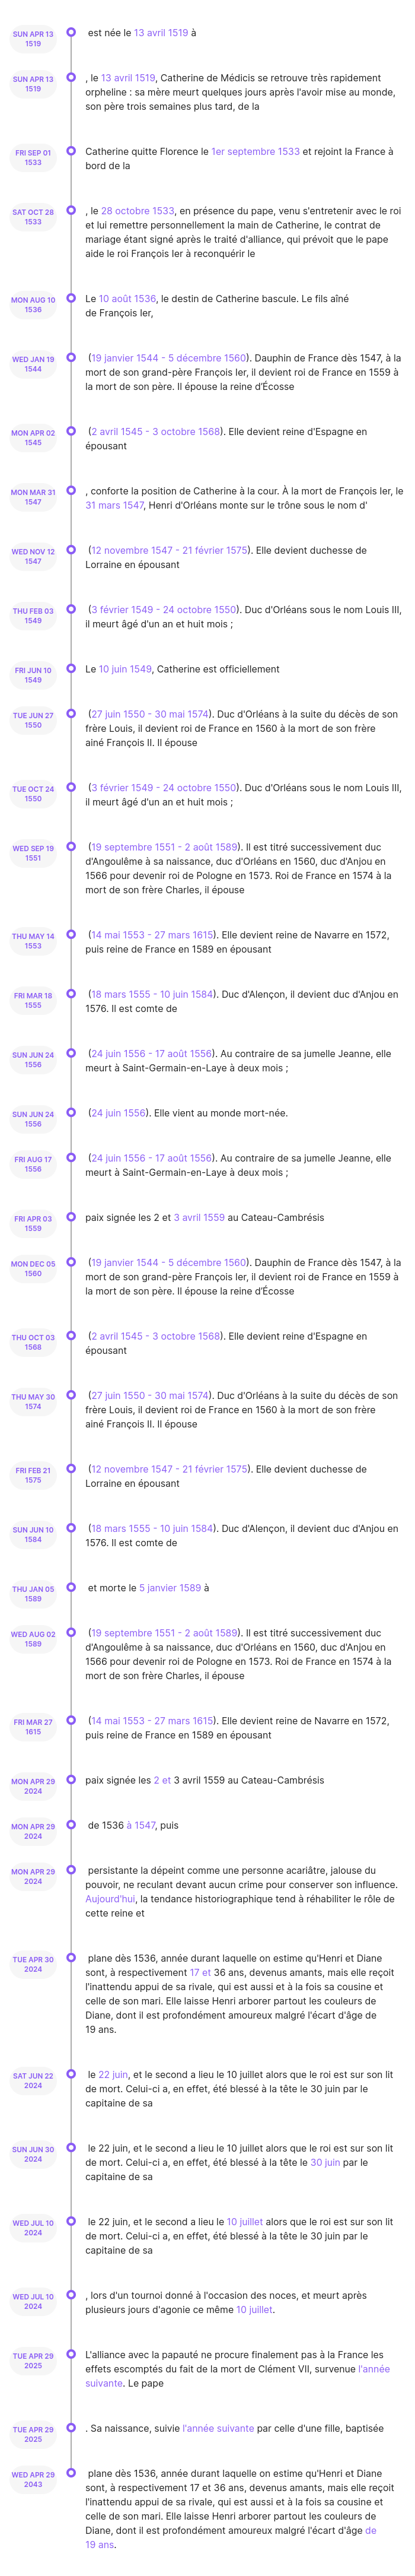 SUN APR 13
1519
est née le 13 avril 1519 à
SUN APR 13
1519
, le 13 avril 1519, Catherine de Médicis se retrouve très rapidement
orpheline : sa mère meurt quelques jours après l'avoir mise au monde,
son père trois semaines plus tard, de la
FRI SEP 01
1533
Catherine quitte Florence le 1er septembre 1533 et rejoint la France à
bord de la
SAT OCT 28
1533
, le 28 octobre 1533, en présence du pape, venu s'entretenir avec le roi
et lui remettre personnellement la main de Catherine, le contrat de
mariage étant signé après le traité d'alliance, qui prévoit que le pape
aide le roi François Ier à reconquérir le
MON AUG 10
1536
Le 10 août 1536, le destin de Catherine bascule. Le fils aîné
de François Ier,
WED JAN 19
1544
(19 janvier 1544 - 5 décembre 1560). Dauphin de France dès 1547, à la
mort de son grand-père François Ier, il devient roi de France en 1559 à
la mort de son père. Il épouse la reine d'Écosse
MON APR 02
1545
(2 avril 1545 - 3 octobre 1568). Elle devient reine d'Espagne en
épousant
MON MAR 31
1547
, conforte la position de Catherine à la cour. À la mort de François Ier, le
31 mars 1547, Henri d'Orléans monte sur le trône sous le nom d'
WED NOV 12
1547
(12 novembre 1547 - 21 février 1575). Elle devient duchesse de
Lorraine en épousant
THU FEB 03
1549
(3 février 1549 - 24 octobre 1550). Duc d'Orléans sous le nom Louis III,
il meurt âgé d'un an et huit mois ;
FRI JUN 10
1549
Le 10 juin 1549, Catherine est officiellement
TUE JUN 27
1550
(27 juin 1550 - 30 mai 1574). Duc d'Orléans à la suite du décès de son
frère Louis, il devient roi de France en 1560 à la mort de son frère
ainé François II. Il épouse
TUE OCT 24
1550
(3 février 1549 - 24 octobre 1550). Duc d'Orléans sous le nom Louis III,
il meurt âgé d'un an et huit mois ;
WED SEP 19
1551
(19 septembre 1551 - 2 août 1589). Il est titré successivement duc
d'Angoulême à sa naissance, duc d'Orléans en 1560, duc d'Anjou en
1566 pour devenir roi de Pologne en 1573. Roi de France en 1574 à la
mort de son frère Charles, il épouse
THU MAY 14
1553
(14 mai 1553 - 27 mars 1615). Elle devient reine de Navarre en 1572,
puis reine de France en 1589 en épousant
FRI MAR 18
1555
(18 mars 1555 - 10 juin 1584). Duc d'Alençon, il devient duc d'Anjou en
1576. Il est comte de
SUN JUN 24
1556
(24 juin 1556 - 17 août 1556). Au contraire de sa jumelle Jeanne, elle
meurt à Saint-Germain-en-Laye à deux mois ;
SUN JUN 24
1556
(24 juin 1556). Elle vient au monde mort-née.
FRI AUG 17
1556
(24 juin 1556 - 17 août 1556). Au contraire de sa jumelle Jeanne, elle
meurt à Saint-Germain-en-Laye à deux mois ;
FRI APR 03
1559
paix signée les 2 et 3 avril 1559 au Cateau-Cambrésis
MON DEC 05
1560
(19 janvier 1544 - 5 décembre 1560). Dauphin de France dès 1547, à la
mort de son grand-père François Ier, il devient roi de France en 1559 à
la mort de son père. Il épouse la reine d'Écosse
THU OCT 03
1568
(2 avril 1545 - 3 octobre 1568). Elle devient reine d'Espagne en
épousant
THU MAY 30
1574
(27 juin 1550 - 30 mai 1574). Duc d'Orléans à la suite du décès de son
frère Louis, il devient roi de France en 1560 à la mort de son frère
ainé François II. Il épouse
FRI FEB 21
1575
(12 novembre 1547 - 21 février 1575). Elle devient duchesse de
Lorraine en épousant
SUN JUN 10
1584
(18 mars 1555 - 10 juin 1584). Duc d'Alençon, il devient duc d'Anjou en
1576. Il est comte de
THU JAN 05
1589
et morte le 5 janvier 1589 à
WED AUG 02
1589
(19 septembre 1551 - 2 août 1589). Il est titré successivement duc
d'Angoulême à sa naissance, duc d'Orléans en 1560, duc d'Anjou en
1566 pour devenir roi de Pologne en 1573. Roi de France en 1574 à la
mort de son frère Charles, il épouse
FRI MAR 27
1615
(14 mai 1553 - 27 mars 1615). Elle devient reine de Navarre en 1572,
puis reine de France en 1589 en épousant
MON APR 29
2024
paix signée les 2 et 3 avril 1559 au Cateau-Cambrésis
MON APR 29
2024
de 1536 à 1547, puis
MON APR 29
2024
persistante la dépeint comme une personne acariâtre, jalouse du
pouvoir, ne reculant devant aucun crime pour conserver son influence.
Aujourd'hui, la tendance historiographique tend à réhabiliter le rôle de
cette reine et
TUE APR 30
2024
plane dès 1536, année durant laquelle on estime qu'Henri et Diane
sont, à respectivement 17 et 36 ans, devenus amants, mais elle reçoit
l'inattendu appui de sa rivale, qui est aussi et à la fois sa cousine et
celle de son mari. Elle laisse Henri arborer partout les couleurs de
Diane, dont il est profondément amoureux malgré l'écart d'âge de
19 ans.
SAT JUN 22
2024
le 22 juin, et le second a lieu le 10 juillet alors que le roi est sur son lit
de mort. Celui-ci a, en effet, été blessé à la tête le 30 juin par le
capitaine de sa
SUN JUN 30
2024
le 22 juin, et le second a lieu le 10 juillet alors que le roi est sur son lit
de mort. Celui-ci a, en effet, été blessé à la tête le 30 juin par le
capitaine de sa
WED JUL 10
2024
le 22 juin, et le second a lieu le 10 juillet alors que le roi est sur son lit
de mort. Celui-ci a, en effet, été blessé à la tête le 30 juin par le
capitaine de sa
WED JUL 10
2024
, lors d'un tournoi donné à l'occasion des noces, et meurt après
plusieurs jours d'agonie ce même 10 juillet.
TUE APR 29
2025
L'alliance avec la papauté ne procure finalement pas à la France les
effets escomptés du fait de la mort de Clément VII, survenue l'année
suivante. Le pape
TUE APR 29
2025
. Sa naissance, suivie l'année suivante par celle d'une fille, baptisée
WED APR 29
2043
plane dès 1536, année durant laquelle on estime qu'Henri et Diane
sont, à respectivement 17 et 36 ans, devenus amants, mais elle reçoit
l'inattendu appui de sa rivale, qui est aussi et à la fois sa cousine et
celle de son mari. Elle laisse Henri arborer partout les couleurs de
Diane, dont il est profondément amoureux malgré l'écart d'âge de
19 ans.